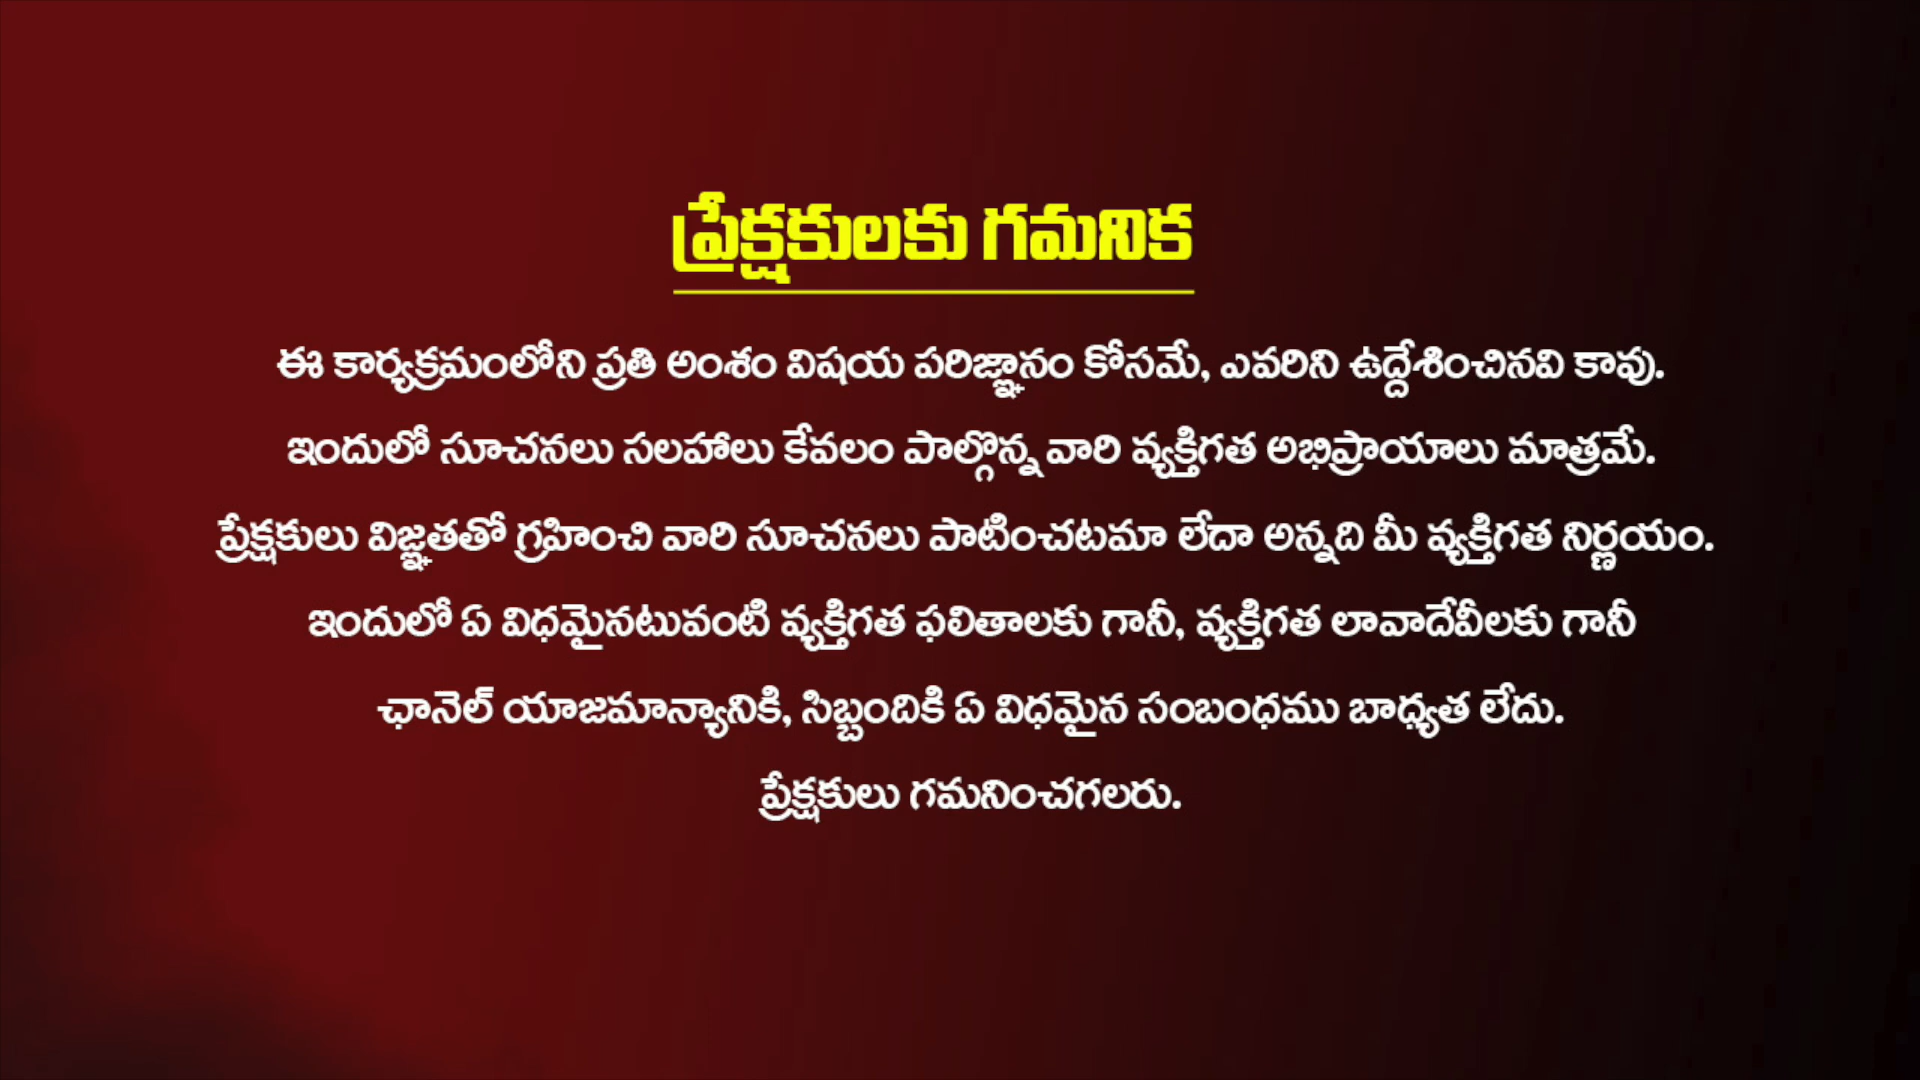 ప్రేక్షకులకు గమనిక
ఈ కార్యక్రమంలోని ప్రతి అంశం విషయ పరిజ్ఞానం కోసమే, ఎవరిని ఉద్దేశించినవి కావు.
ఇందులో సూచనలు సలహాలు కేవలం పాల్గొన్న వారి వ్యక్తిగత అభిప్రాయాలు మాత్రమే.
ప్రేక్షకులు విజ్ఞతతో గ్రహించి వారి సూచనలు పాటించటమా లేదా అన్నది మీ వ్యక్తిగత నిర్ణయం.
ఇందులో ఏ విధమైనటువంటి వ్యక్తిగత ఫలితాలకు గానీ, వ్యక్తిగత లావాదేవీలకు గానీ
ఛానెల్ యాజమాన్యానికి, సిబ్బందికి ఏ విధమైన సంబంధము బాధ్యత లేదు.
ప్రేక్షకులు గమనించగలరు.